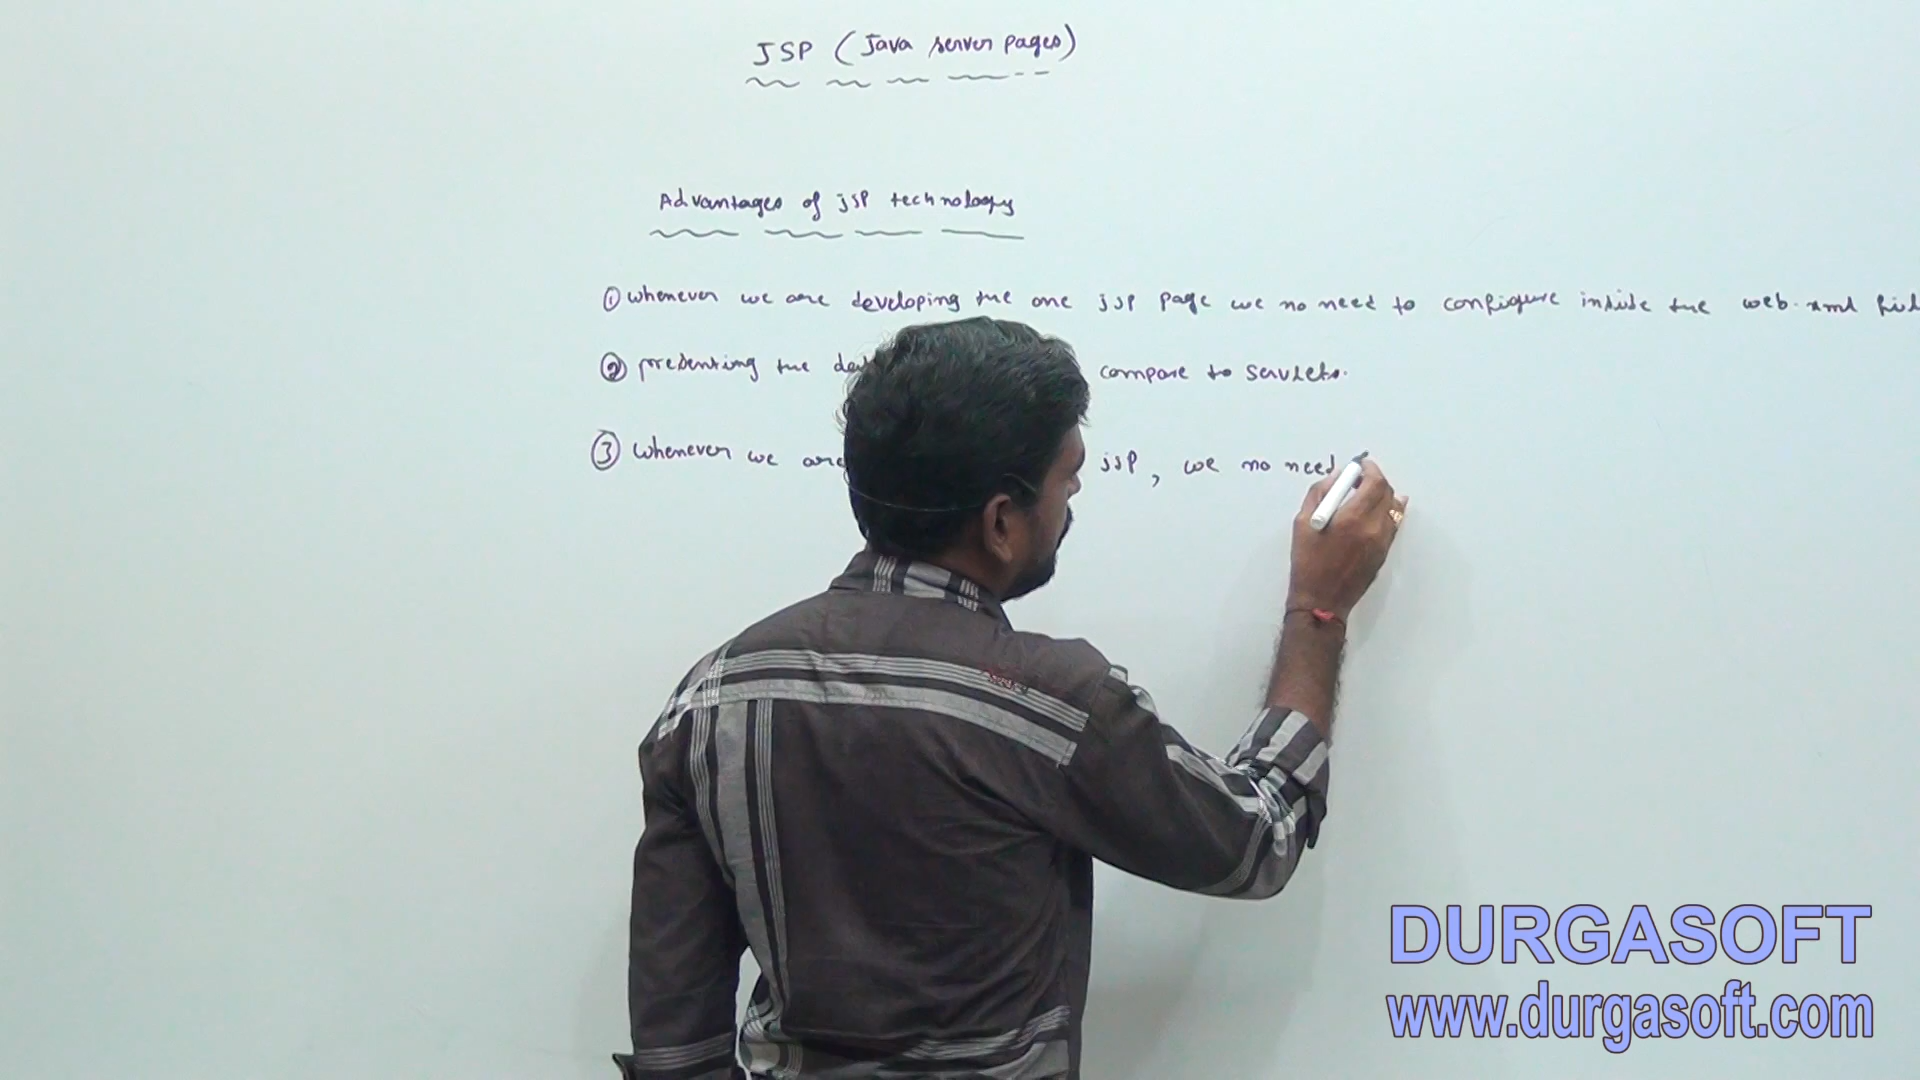 JSP (Java server pages)
Advantages of jsp technology
① whenever we are developing the one jsp page we no need to configure inside the web.xml
② presenting the compare to servlets.
③ whenever we are jsp, we no need
DURGASOFT
www.durgasoft.com